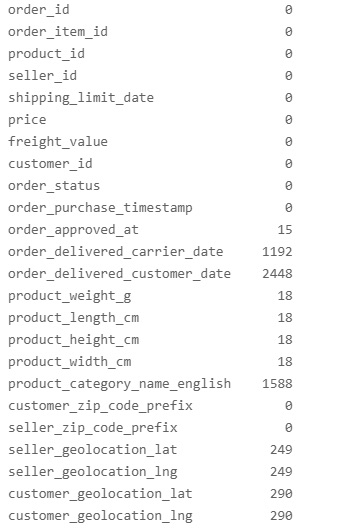 order_id 0
order_item_id 0
product_id 0
seller_id 0
shipping_limit_date 0
price 0
freight_value 0
customer_id 0
order_status 0
order_purchase_timestamp 0
order_approved_at 15
order_delivered_carrier_date 1192
order_delivered_customer_date 2448
product_weight_g 18
product_length_cm 18
product_height_cm 18
product_width_cm 18
product_category_name_english 1588
customer_zip_code_prefix 0
seller_zip_code_prefix 0
seller_geolocation_lat 249
seller_geolocation_lng 249
customer_geolocation_lat 290
customer_geolocation_lng 290